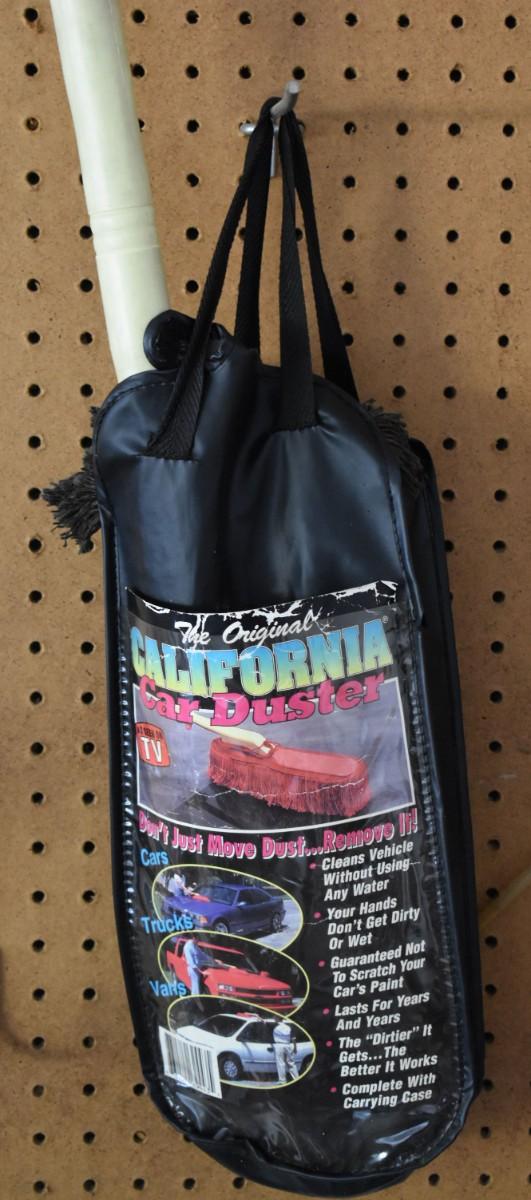 The Original
CALIFORNIA®
Car Duster
AS SEEN ON
TV
Don't Just Move Dust...Remove It!
Cars
Trucks
Vans
• Cleans Vehicle
Without Using
Any Water
• Your Hands
Don't Get Dirty
Or Wet
• Guaranteed Not
To Scratch Your
Car's Paint
• Lasts For Years
And Years
• The "Dirtier" It
Gets...The
Better It Works
• Complete With
Carrying Case